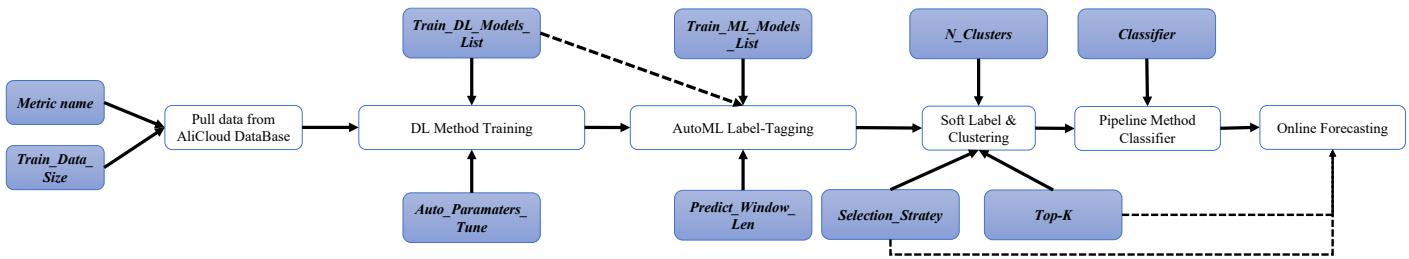 Train_DL_Models_
List
Train_ML_Models
_List
N_Clusters
Classifier
Metric name
Train_Data_
Size
Pull data from
AliCloud DataBase
DL Method Training
AutoML Label-Tagging
Soft Label &
Clustering
Pipeline Method
Classifier
Online Forecasting
Auto_Paramaters_
Tune
Predict_Window_
Len
Selection_Stratey
Top-K